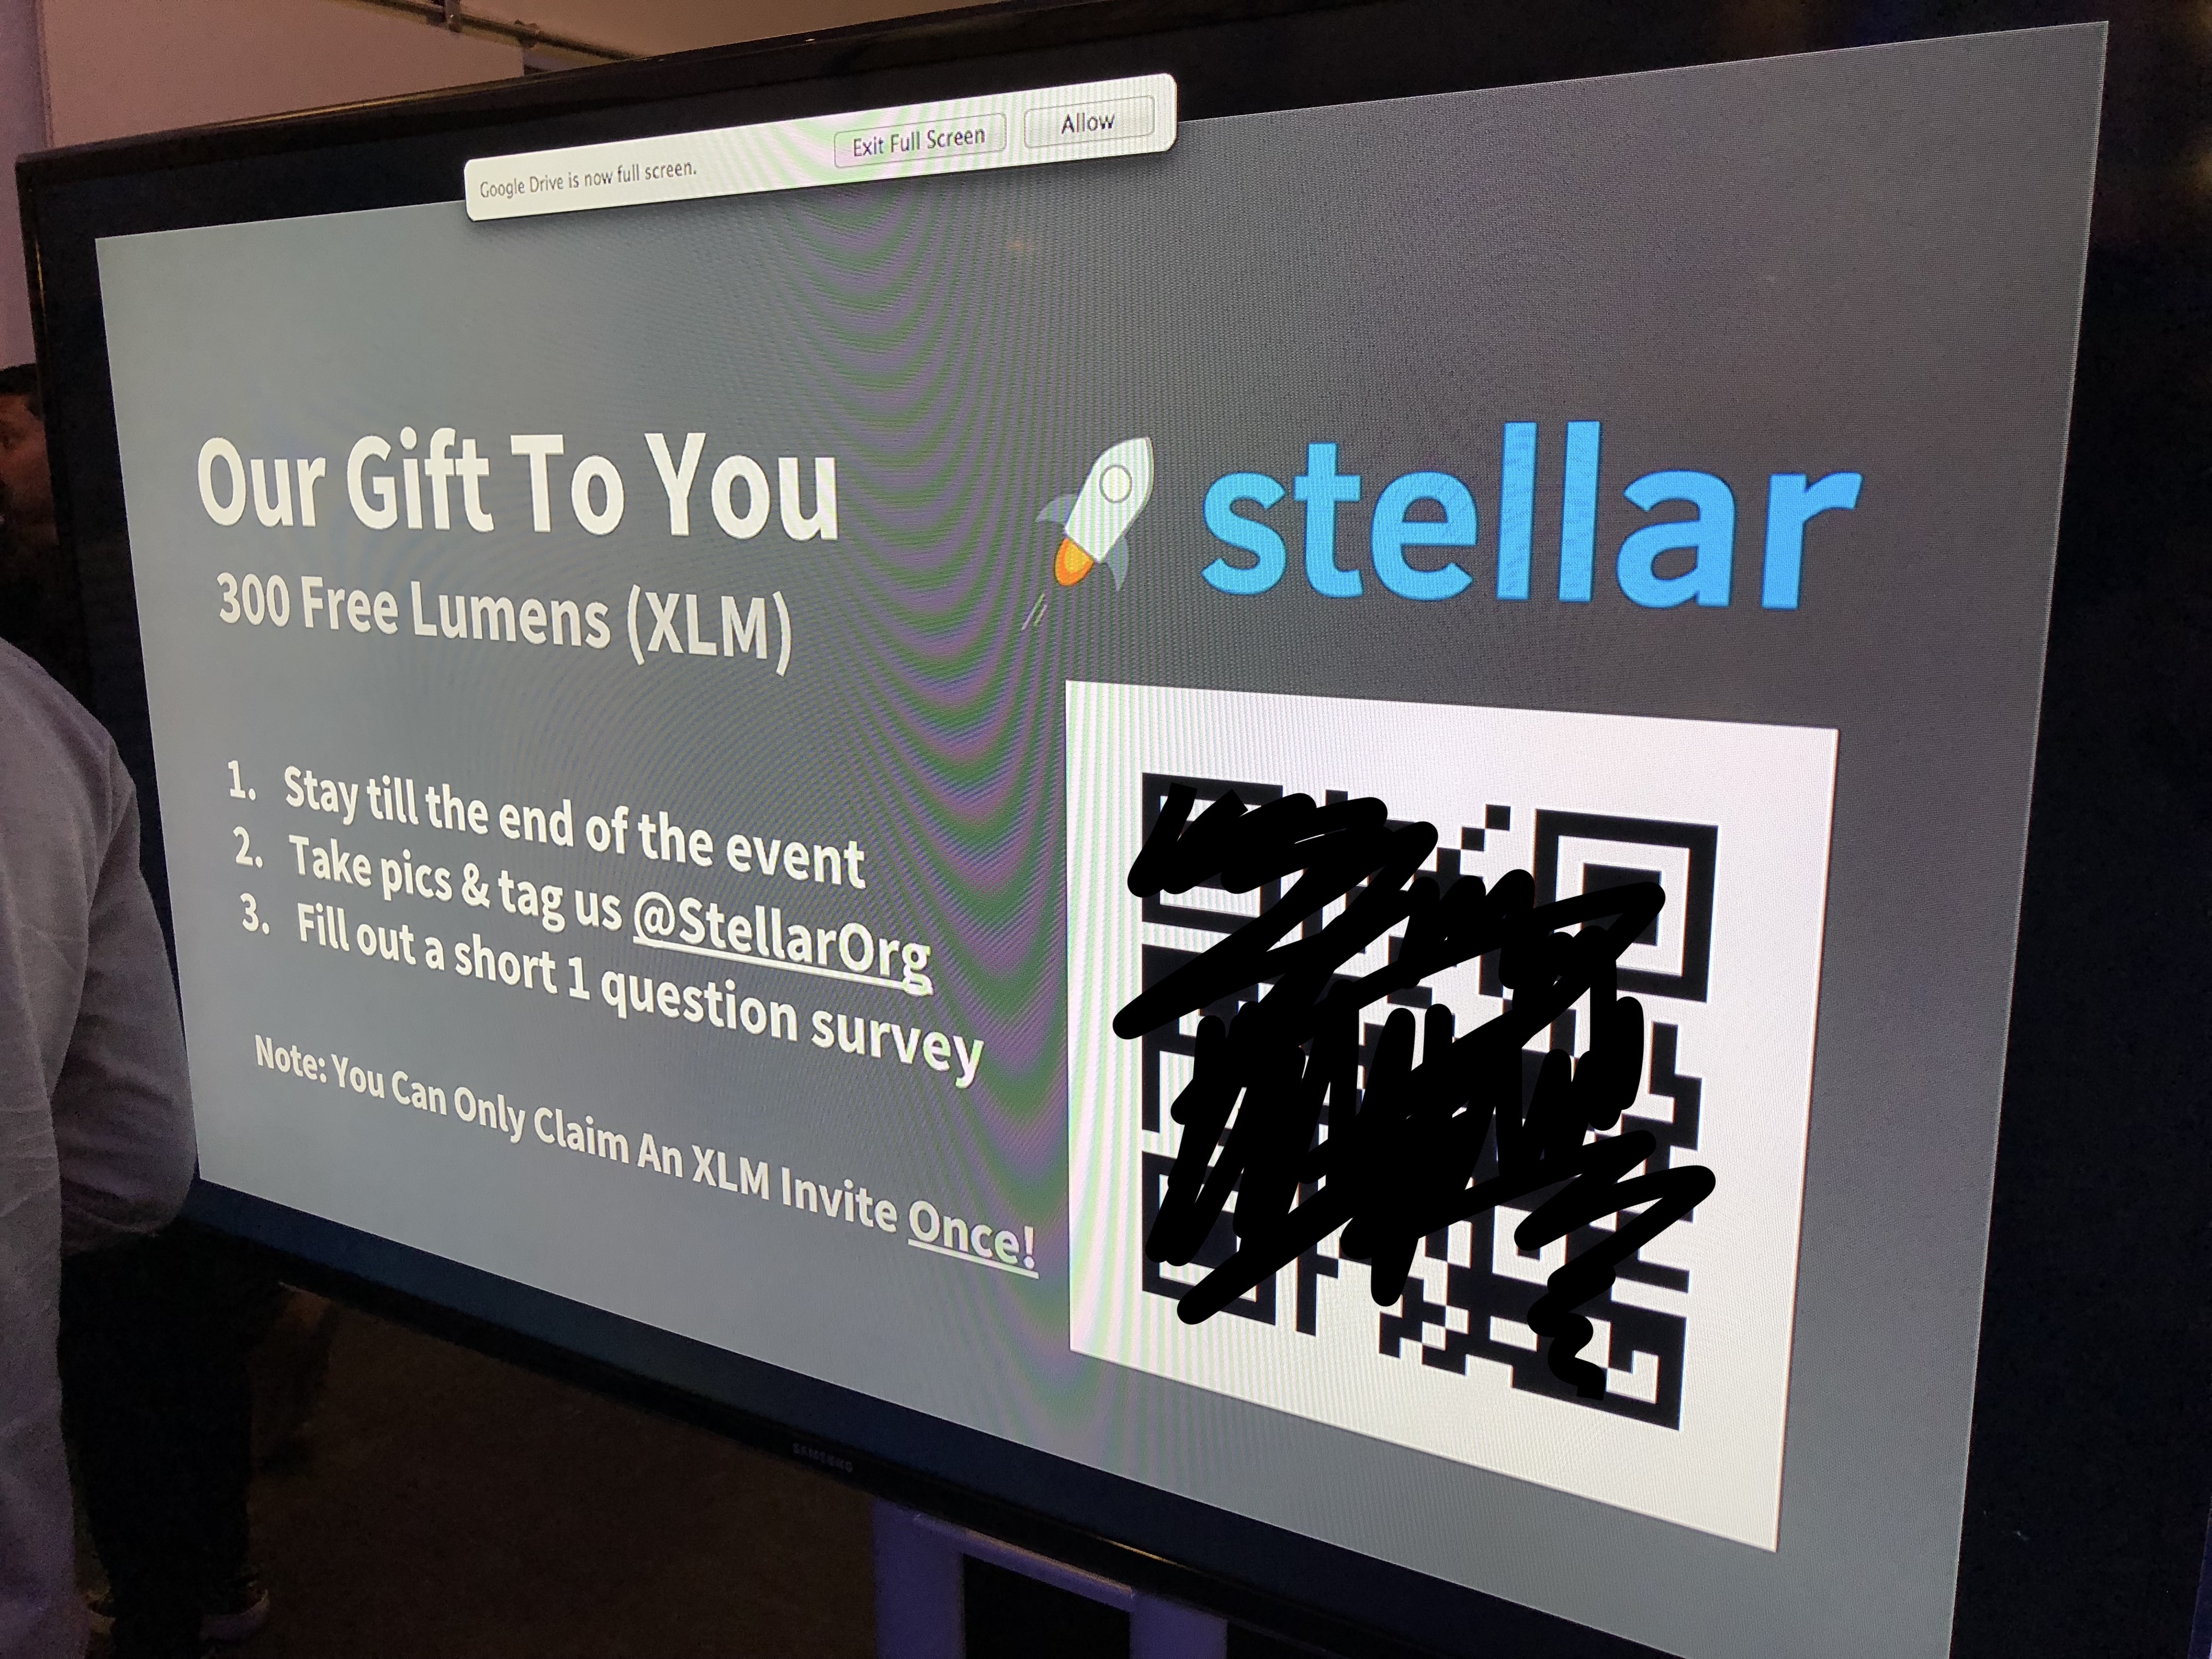 Google Drive is now full screen. Exit Full Screen Allow
Our Gift To You
300 Free Lumens (XLM)
stellar
1. Stay till the end of the event
2. Take pics & tag us @StellarOrg
3. Fill out a short 1 question survey
Note: You Can Only Claim An XLM Invite Once!
SAMSUNG